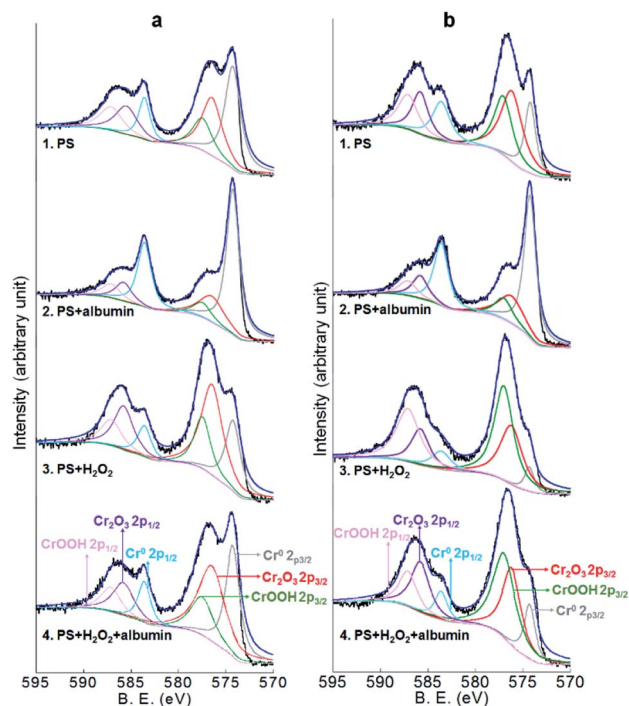 a
b
Intensity (arbitrary unit)
1. PS
2. PS+albumin
3. PS+H₂O₂
CrOOH 2p₁/₂
Cr₂O₃ 2p₁/₂
Cr⁰ 2p₁/₂
Cr⁰ 2p3/2
Cr₂O₃ 2p₃/₂
CrOOH 2p₃/₂
4. PS+H₂O₂+albumin
595 590 585 580 575 570
B. E. (eV)
Intensity (arbitrary unit)
1. PS
2. PS+albumin
3. PS+H₂O₂
CrOOH 2p₁/₂
Cr₂O₃ 2p₁/₂
Cr⁰ 2p₁/₂
Cr₂O₃ 2p₃/₂
CrOOH 2p₃/₂
Cr⁰ 2p3/2
4. PS+H₂O₂+albumin
595 590 585 580 575 570
B. E. (eV)